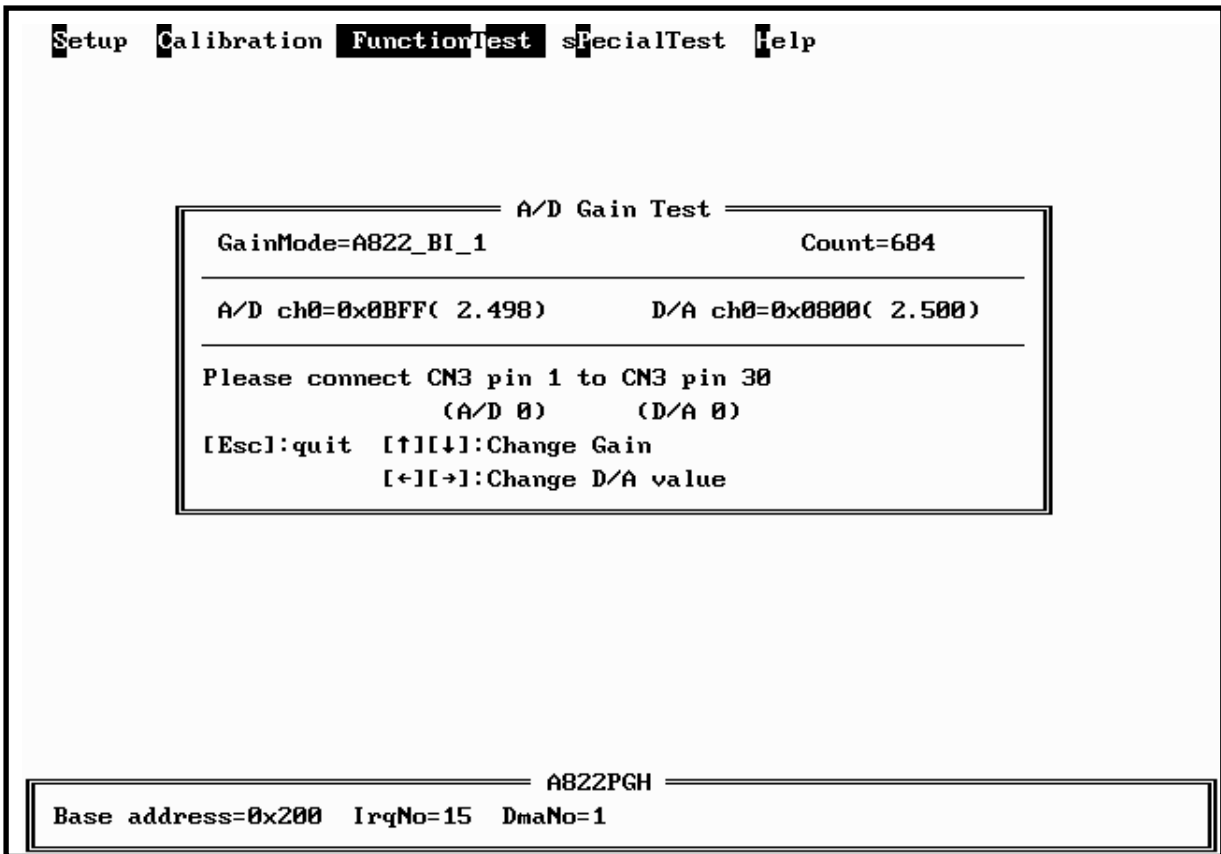 Setup Calibration FunctionTest sPecialTest Help
A/D Gain Test
GainMode=A822_BI_1 Count=684
A/D ch0=0x0BFF( 2.498) D/A ch0=0x0800( 2.500)
Please connect CN3 pin 1 to CN3 pin 30
(A/D 0) (D/A 0)
[Esc]:quit [↑][↓]:Change Gain
[←][→]:Change D/A value
A822PGH
Base address=0x200 IrqNo=15 DmaNo=1